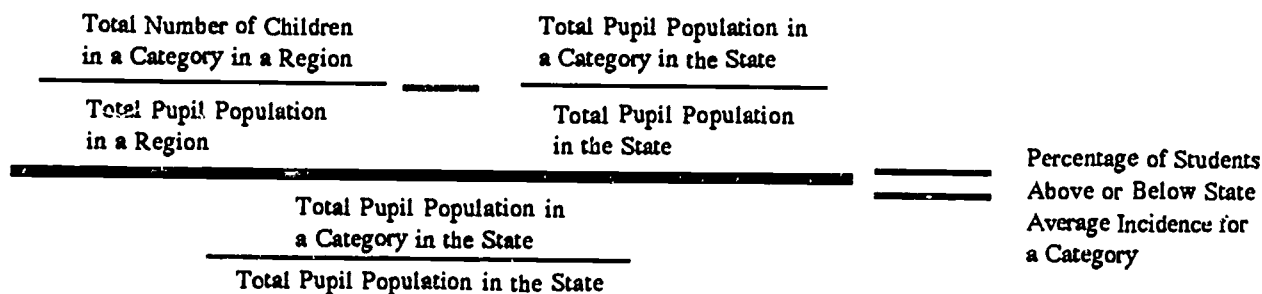 Total Number of Children
in a Category in a Region
Total Pupil Population
in a Region
Total Pupil Population in
a Category in the State
Total Pupil Population
in the State
Total Pupil Population in
a Category in the State
Total Pupil Population in the State
Percentage of Students
Above or Below State
Average Incidence for
a Category